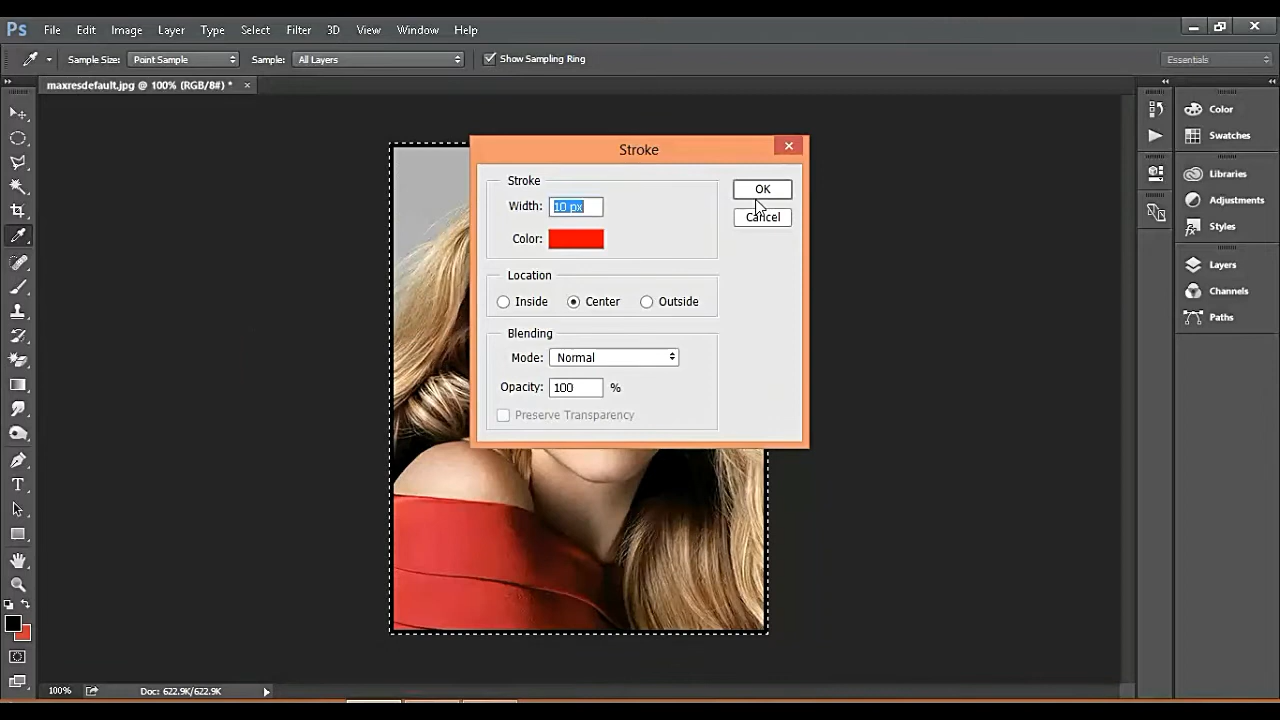 Ps File Edit Image Layer Type Select Filter 3D View Window Help
Sample Size: Point Sample Sample: All Layers Show Sampling Ring Essentials
maxresdefault.jpg @ 100% (RGB/8#) * ×
Stroke
Stroke
Width: 10 px
Color:
OK
Cancel
Location
Inside Center Outside
Blending
Mode: Normal
Opacity: 100 %
Preserve Transparency
Color
Swatches
Libraries
Adjustments
Styles
Layers
Channels
Paths
T
100% Doc: 622.9K/622.9K